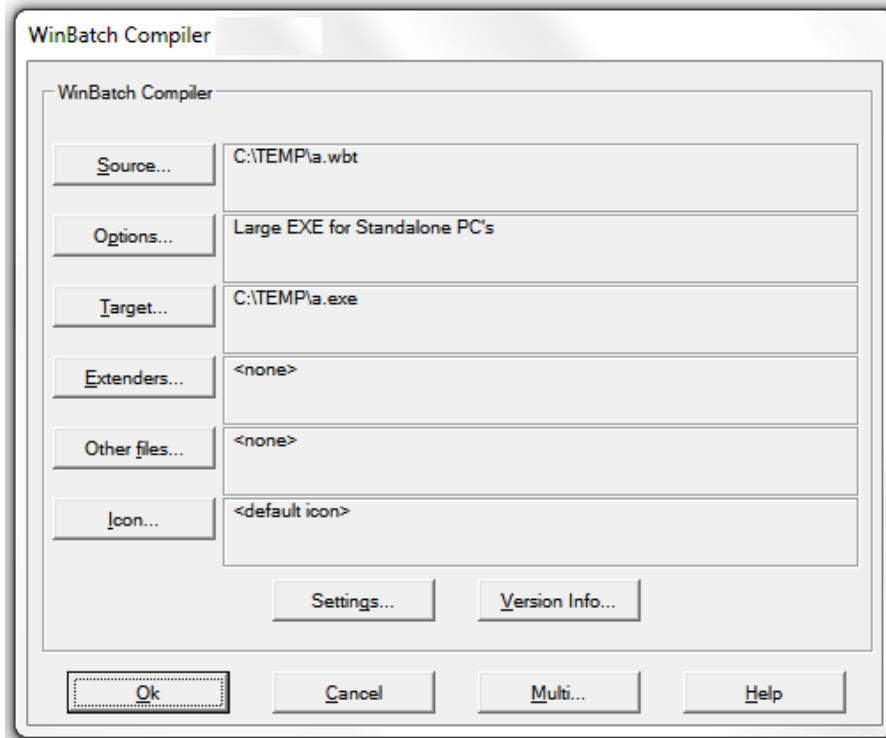 WinBatch Compiler
WinBatch Compiler
Source...
C:\TEMP\a.wbt
Options...
Large EXE for Standalone PC's
Target...
C:\TEMP\a.exe
Extenders...
<none>
Other files...
<none>
Icon...
<default icon>
Settings... Version Info...
Ok Cancel Multi... Help